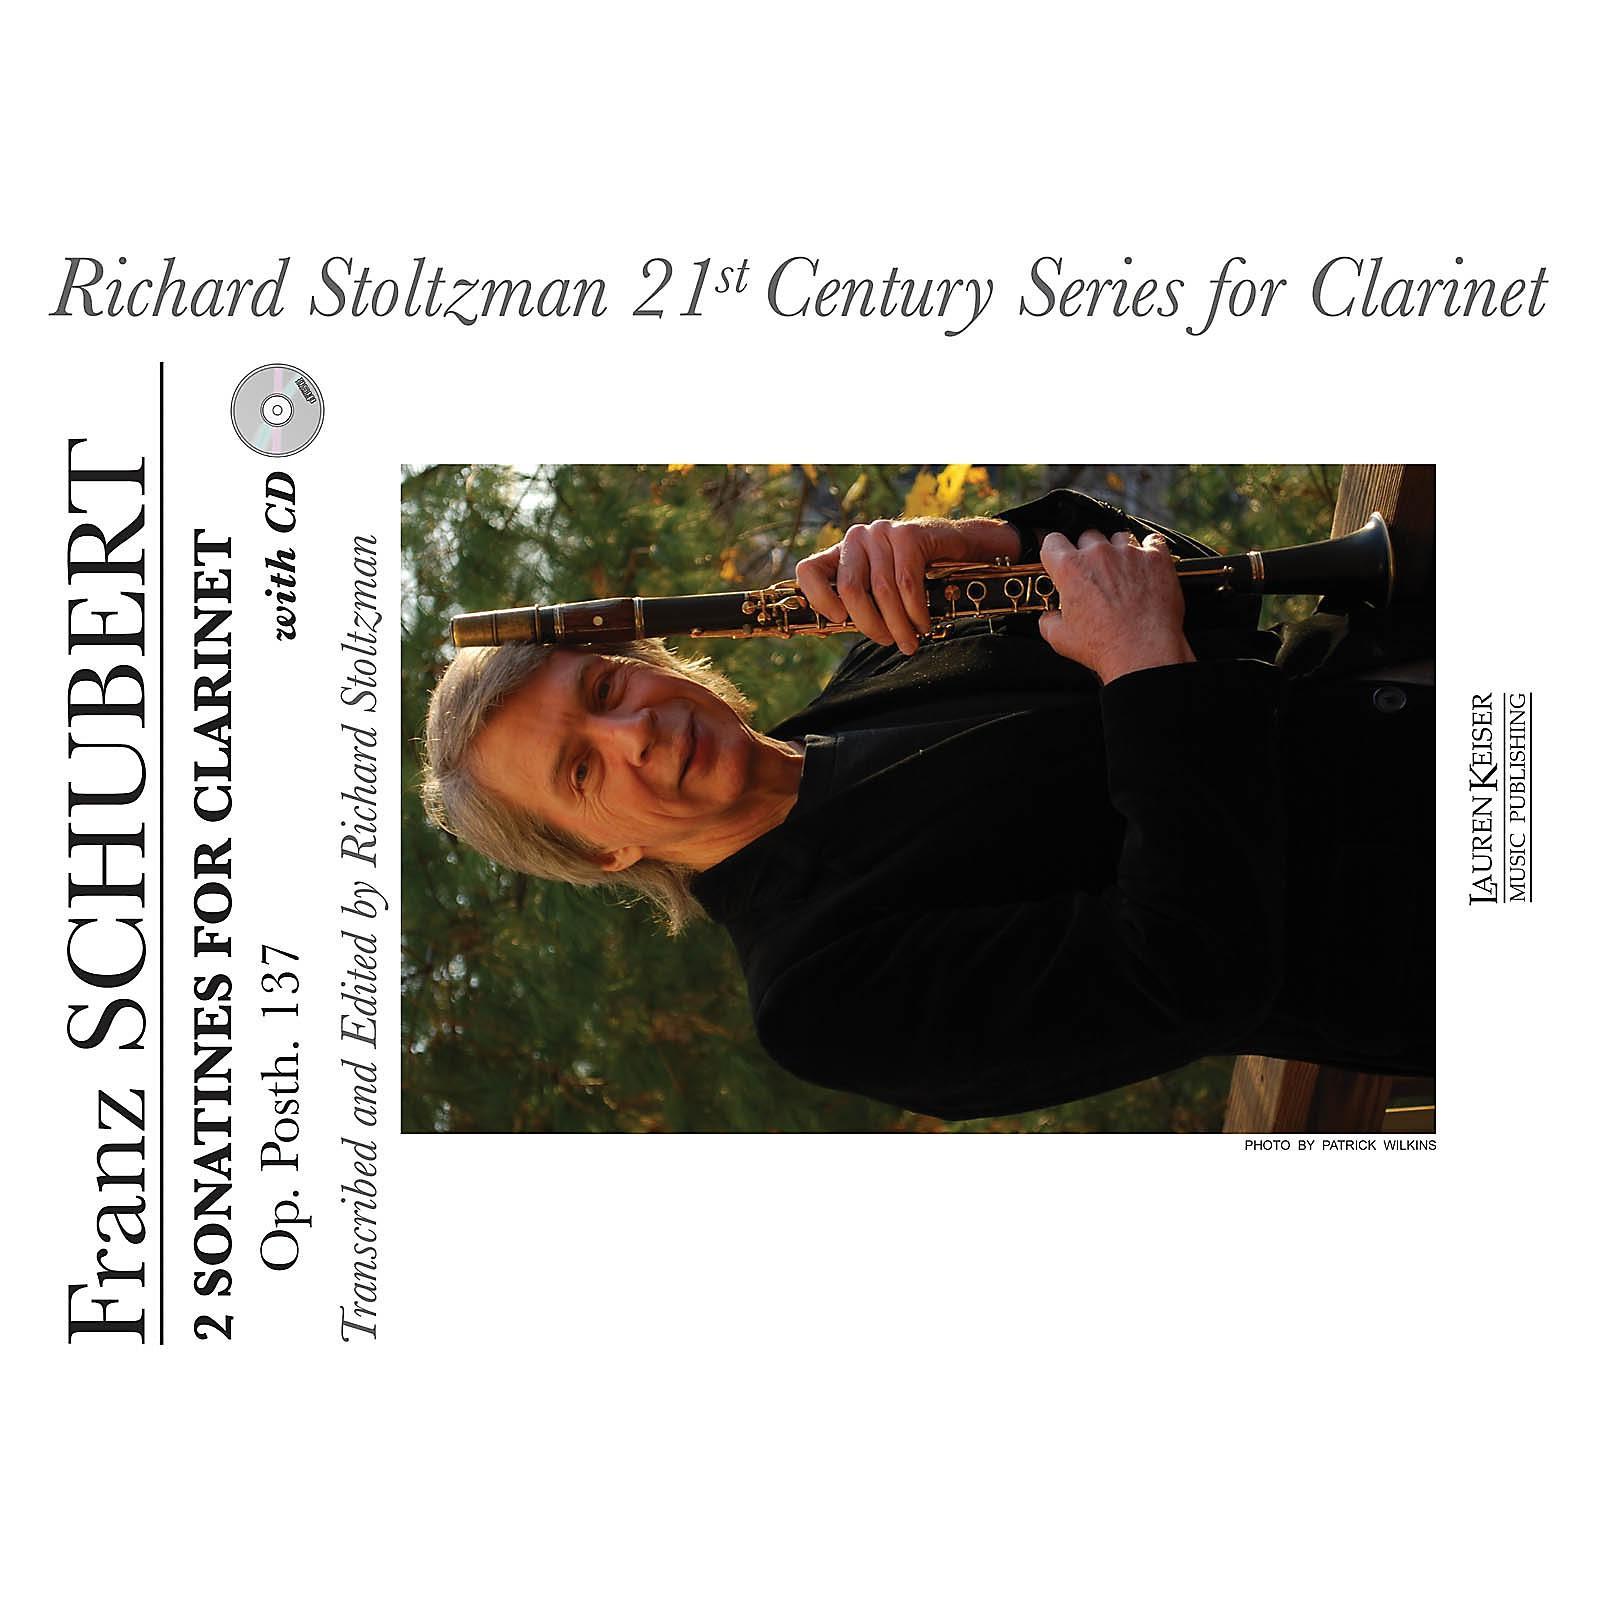 Richard Stoltzman 21st Century Series for Clarinet
Franz SCHUBERT
2 SONATINES FOR CLARINET
Op. Posth. 137
with CD
Transcribed and Edited by Richard Stoltzman
PHOTO BY PATRICK WILKINS
LAUREN KEISER
MUSIC PUBLISHING